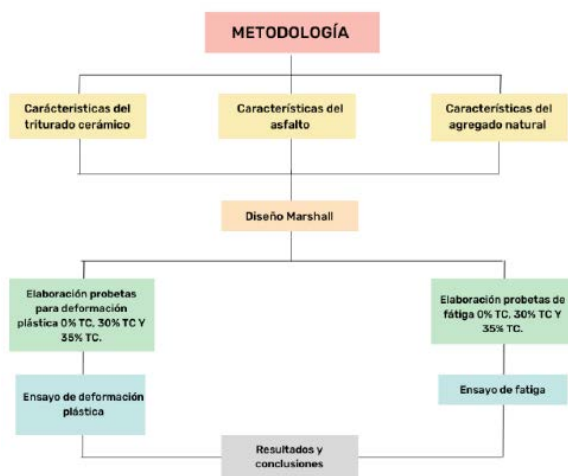 METODOLOGÍA
Carácteristicas del
triturado cerámico
Características del
asfalto
Características del
agregado natural
Diseño Marshall
Elaboración probetas
para deformación
plástica 0% TC, 30% TC Y
35% TC.
Elaboración probetas de
fátiga 0% TC, 30% TC Y
35% TC.
Ensayo de deformación
plástica
Ensayo de fatiga
Resultados y
conclusiones